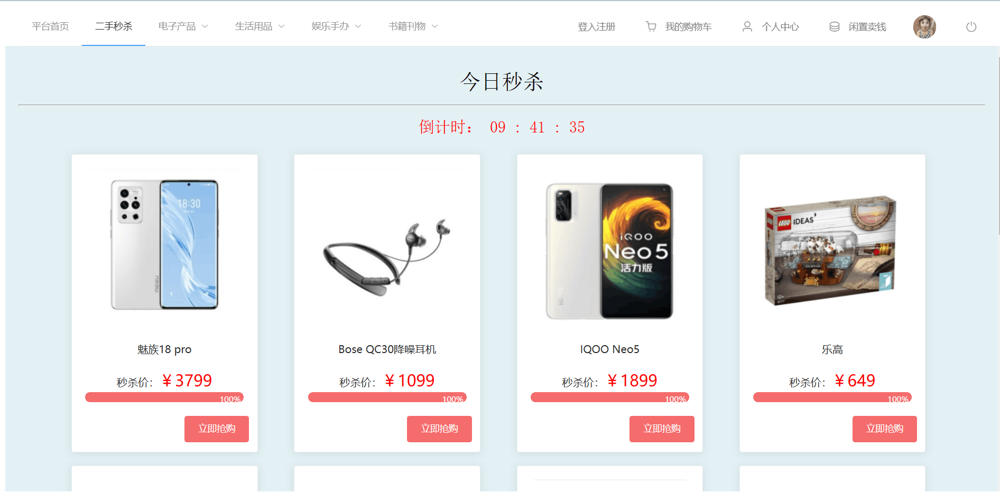 平台首页 二手秒杀 电子产品 生活用品 娱乐手办 书籍刊物 登入注册 我的购物车 个人中心 闲置卖钱
今日秒杀
倒计时： 09 : 41 : 35
18:30
MEIZU
iQOO
Neo5
活力版
LEGO IDEAS
12+
魅族18 pro
秒杀价： ¥ 3799
100%
立即抢购
Bose QC30降噪耳机
秒杀价： ¥ 1099
100%
立即抢购
IQOO Neo5
秒杀价： ¥ 1899
100%
立即抢购
乐高
秒杀价： ¥ 649
100%
立即抢购